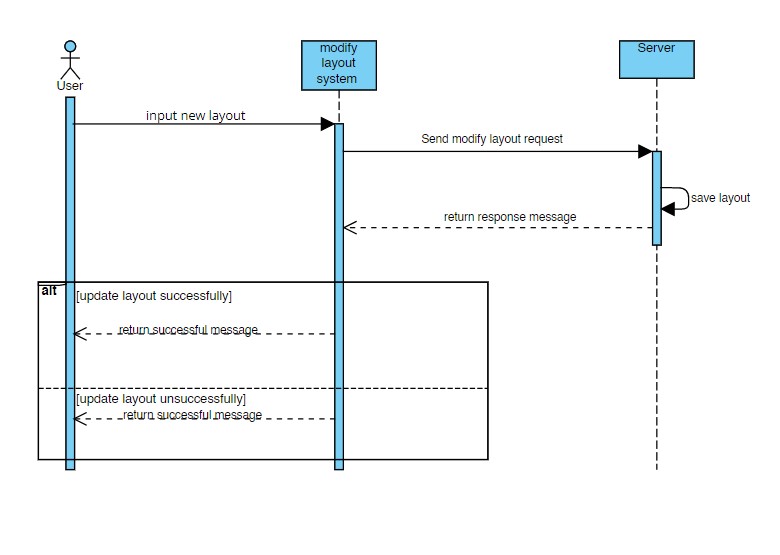 User
modify
layout
system
Server
input new layout
Send modify layout request
save layout
return response message
alt
[update layout successfully]
return successful message
[update layout unsuccessfully]
return successful message